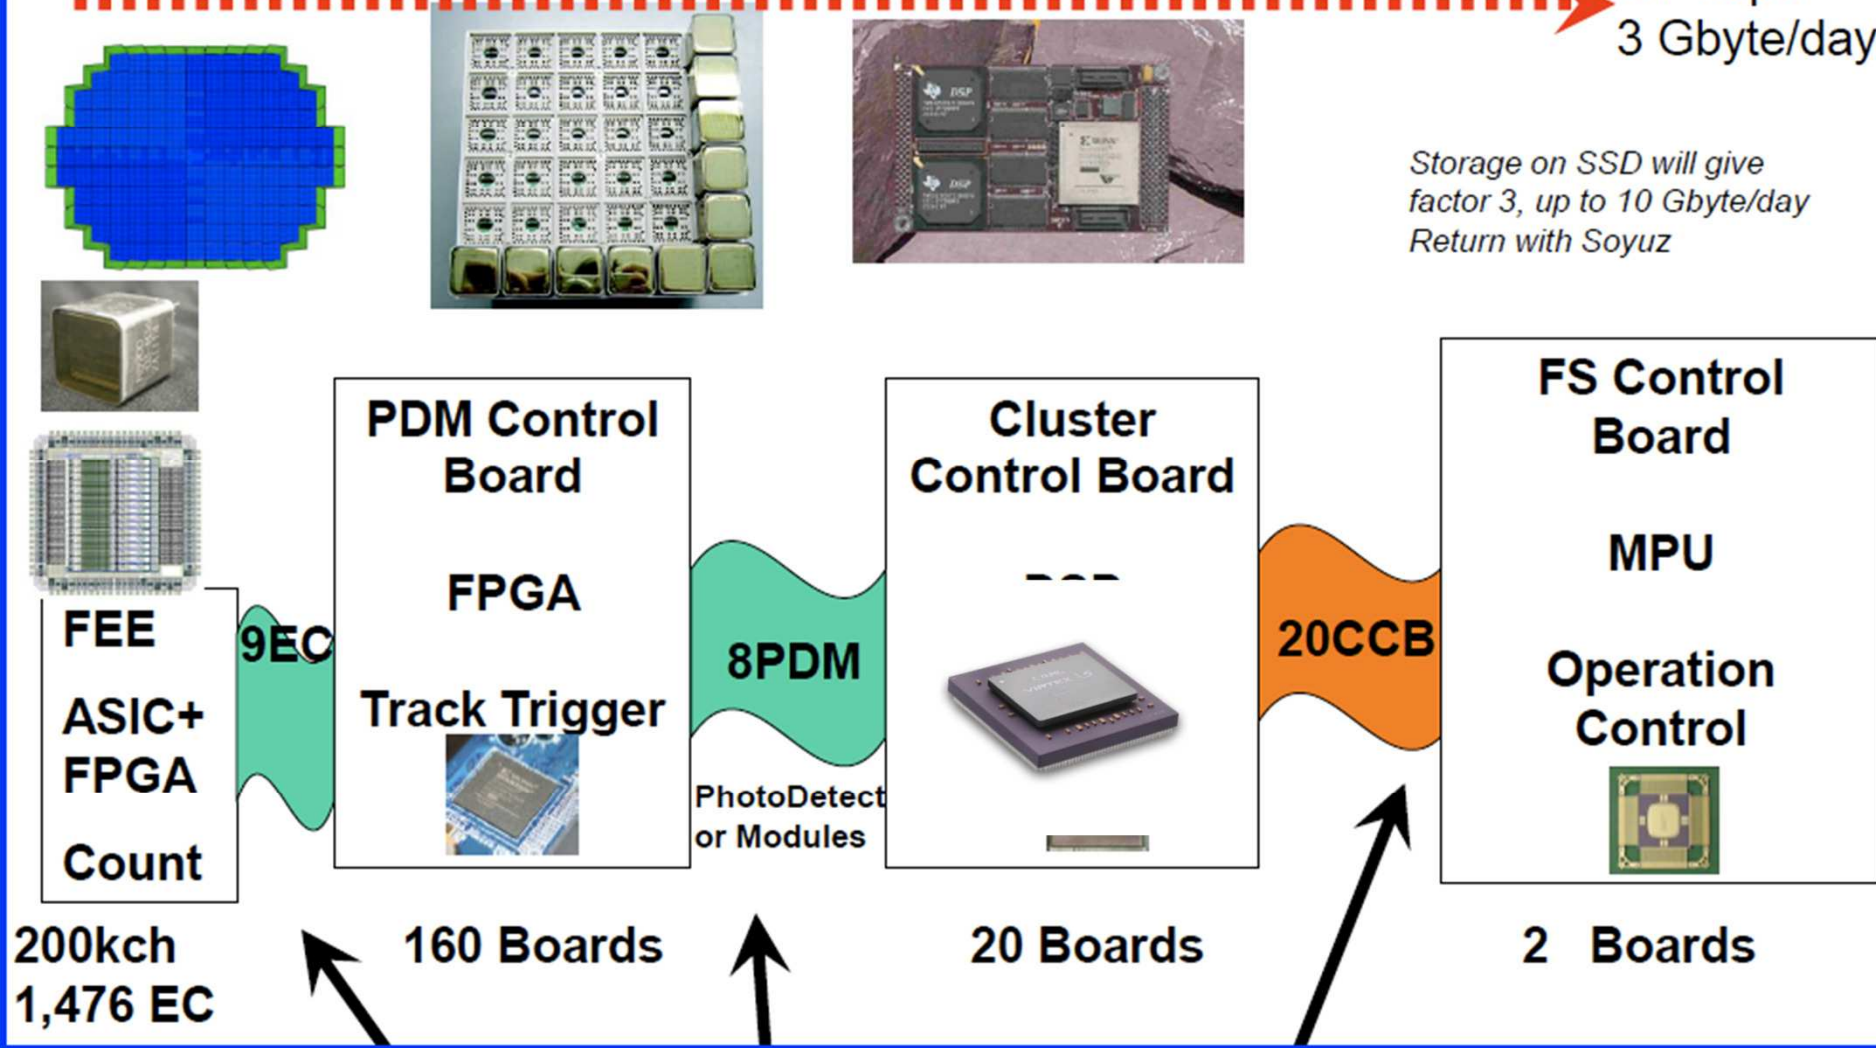 3 Gbyte/day
Storage on SSD will give
factor 3, up to 10 Gbyte/day
Return with Soyuz
DSP
DSP
FEE
ASIC+
FPGA
Count
200kch
1,476 EC
9EC
PDM Control
Board
FPGA
Track Trigger
160 Boards
8PDM
PhotoDetect
or Modules
Cluster
Control Board
20 Boards
20CCB
FS Control
Board
MPU
Operation
Control
2 Boards